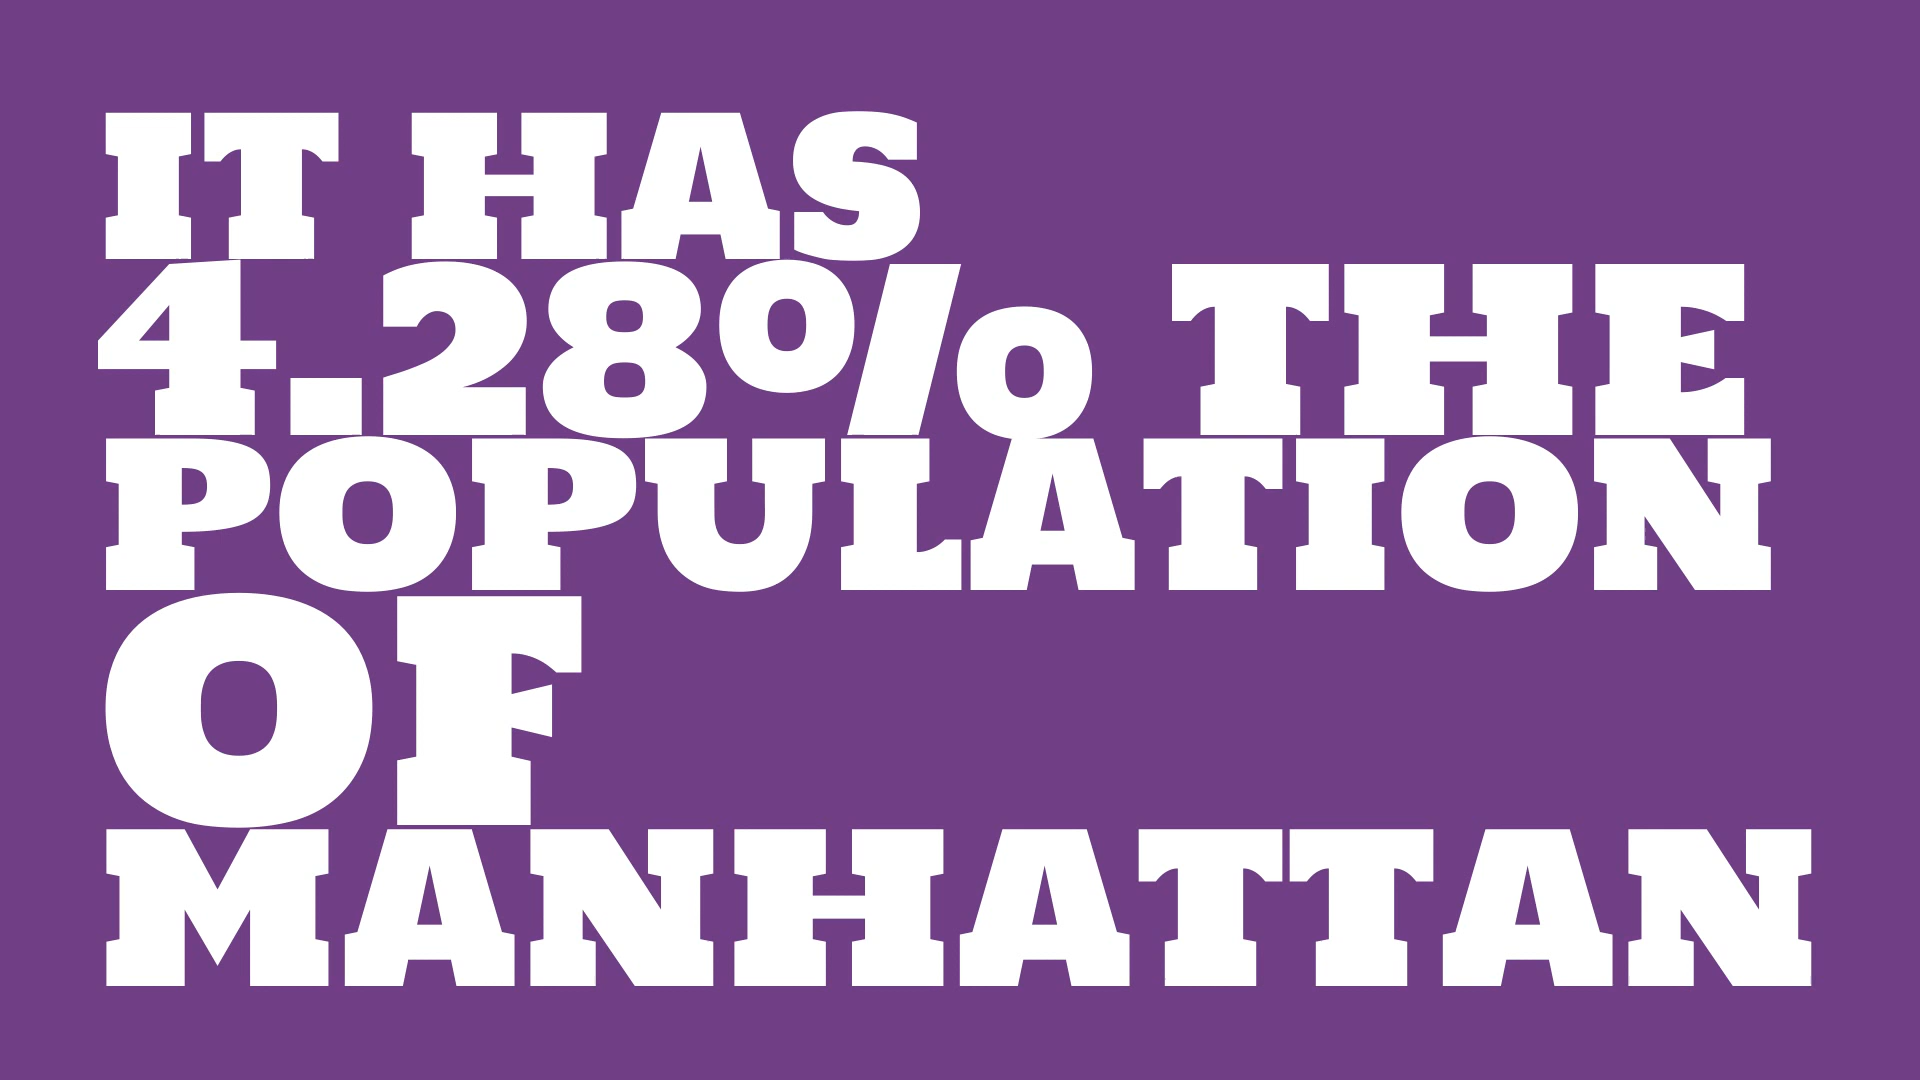 IT HAS
4.28% THE
POPULATION
OF
MANHATTAN